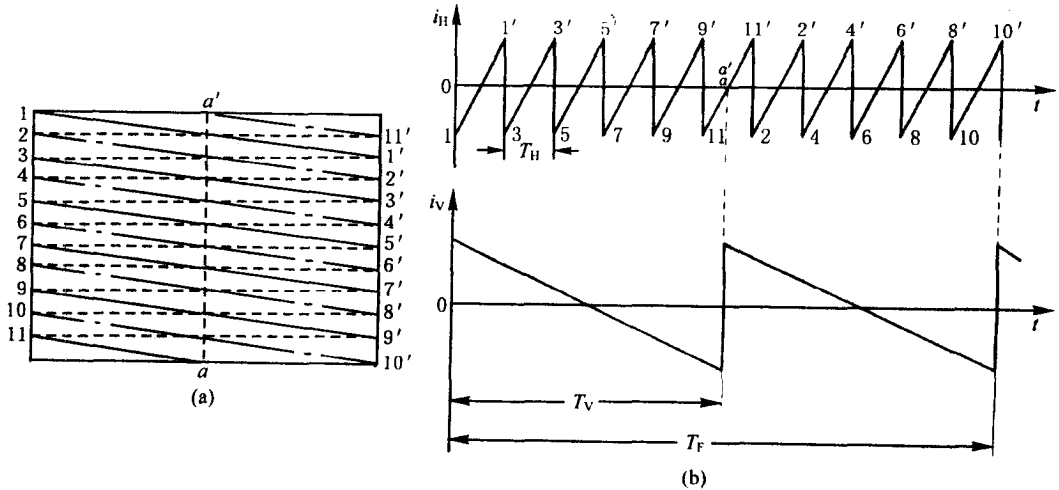 a′
1
2 11′
3 1′
4 2′
5 3′
6 4′
7 5′
8 6′
9 7′
10 8′
11 9′
a 10′
(a)
i_H 1′ 3′ 5′ 7′ 9′ 11′ 2′ 4′ 6′ 8′ 10′
a′
0 a
t
1 3 5 7 9 11 2 4 6 8 10
T_H
i_V
0
t
T_V
T_F
(b)